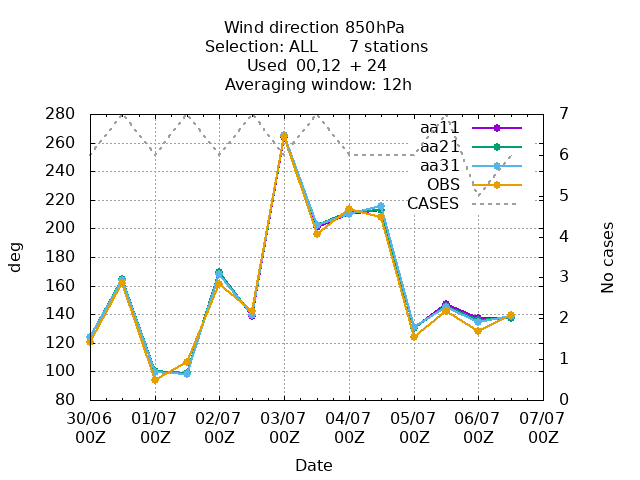 Wind direction 850hPa
Selection: ALL 7 stations
Used 00,12 + 24
Averaging window: 12h
280 7
260
240 6
220 5
200
180 4
160 3
140 2
120
100 1
80 0
aa11
aa21
aa31
OBS
CASES
deg
No cases
30/06 01/07 02/07 03/07 04/07 05/07 06/07 07/07
00Z 00Z 00Z 00Z 00Z 00Z 00Z 00Z
Date